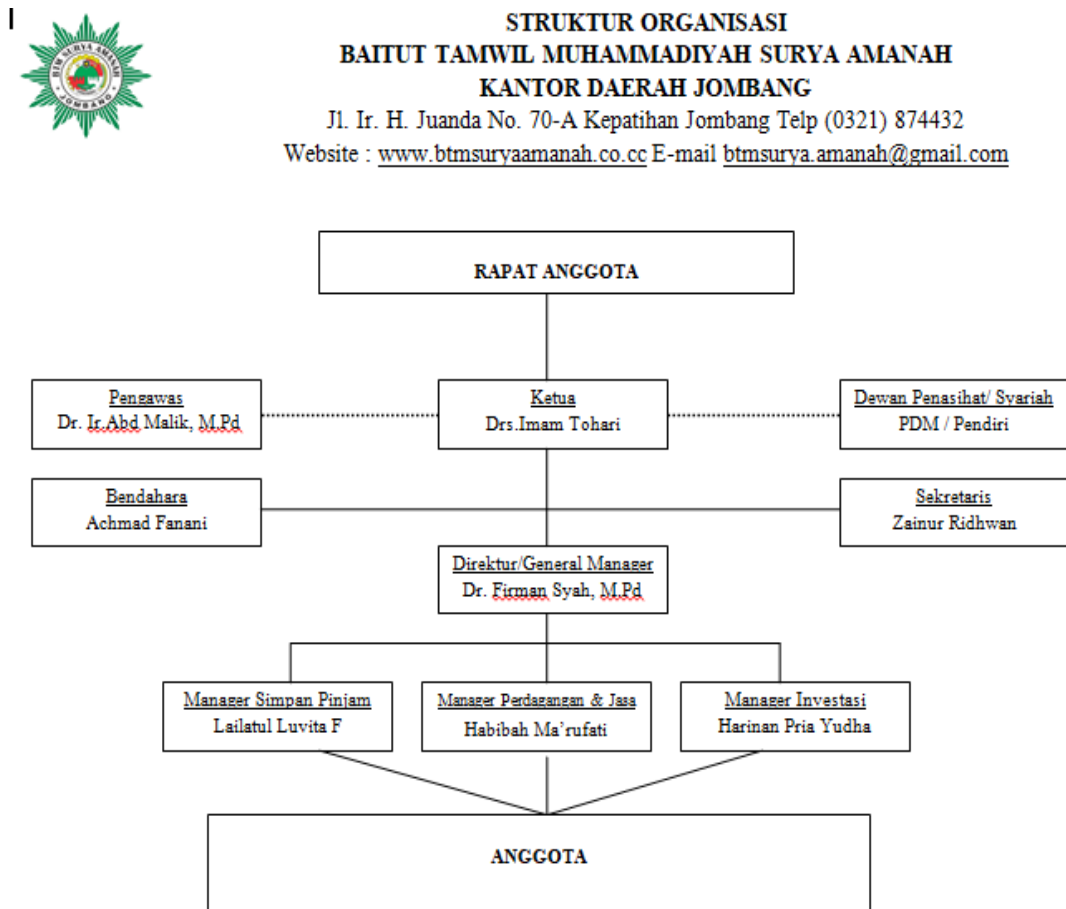 I
BTM SURYA AMANAH
JOMBANG
STRUKTUR ORGANISASI
BAITUT TAMWIL MUHAMMADIYAH SURYA AMANAH
KANTOR DAERAH JOMBANG
Jl. Ir. H. Juanda No. 70-A Kepatihan Jombang Telp (0321) 874432
Website : www.btmsuryaamanah.co.cc E-mail btmsurya.amanah@gmail.com
RAPAT ANGGOTA
Pengawas
Dr. Ir.Abd Malik, M.Pd
Ketua
Drs.Imam Tohari
Dewan Penasihat/ Syariah
PDM / Pendiri
Bendahara
Achmad Fanani
Sekretaris
Zainur Ridhwan
Direktur/General Manager
Dr. Firman Syah, M.Pd
Manager Simpan Pinjam
Lailatul Luvita F
Manager Perdagangan & Jasa
Habibah Ma’rufati
Manager Investasi
Harinan Pria Yudha
ANGGOTA